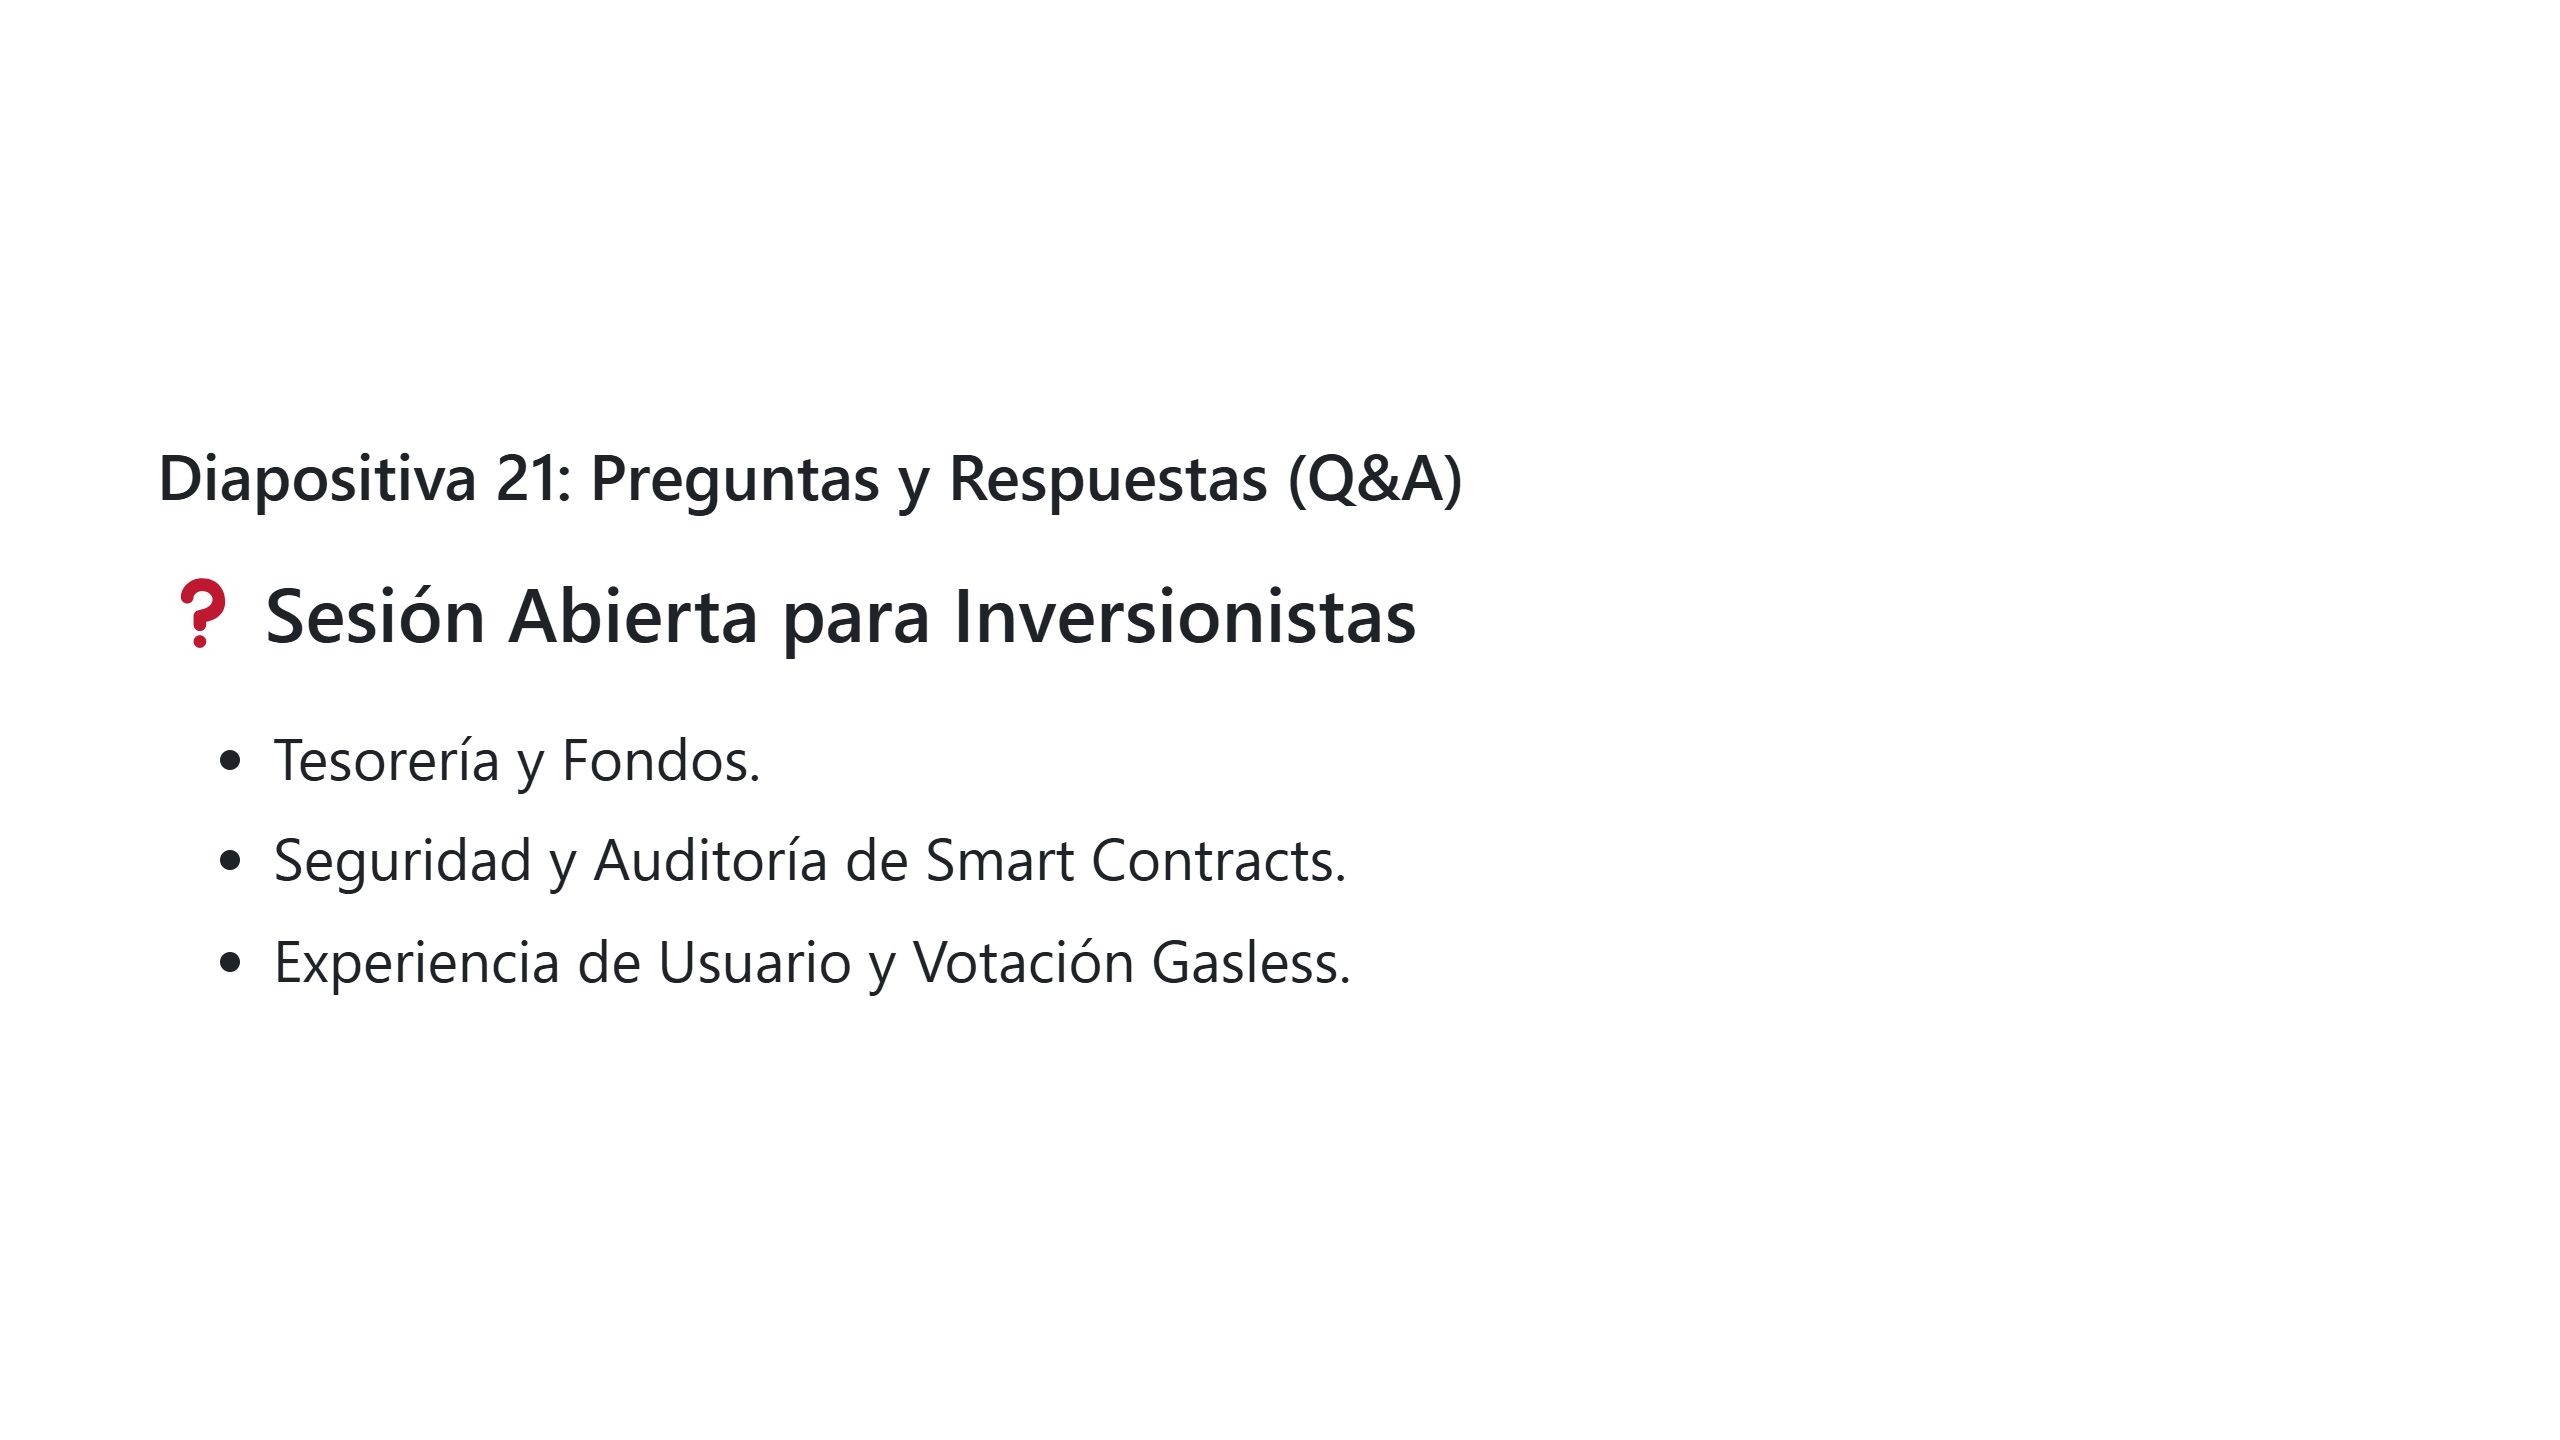 Diapositiva 21: Preguntas y Respuestas (Q&A)
❓ Sesión Abierta para Inversionistas
• Tesorería y Fondos.
• Seguridad y Auditoría de Smart Contracts.
• Experiencia de Usuario y Votación Gasless.